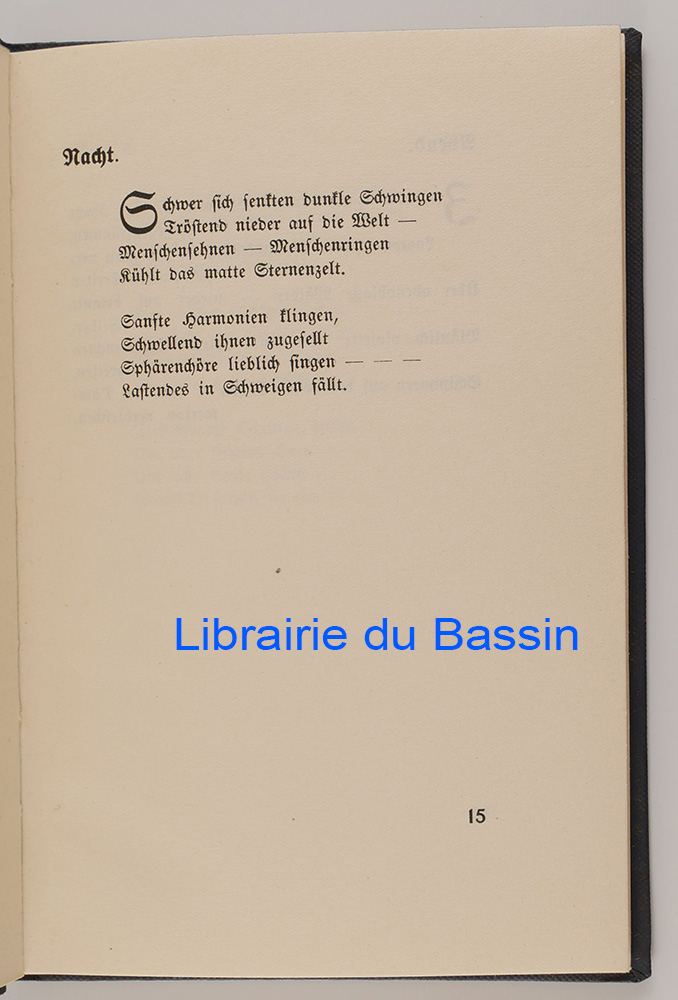 Nacht.
Schwer sich senkten dunkle Schwingen
Tröstend nieder auf die Welt —
Menschensehnen — Menschenringen
Kühlt das matte Sternenzelt.
Sanfte Harmonien klingen,
Schwellend ihnen zugesellt
Sphärenchöre lieblich singen — — —
Lastendes in Schweigen fällt.
Librairie du Bassin
15